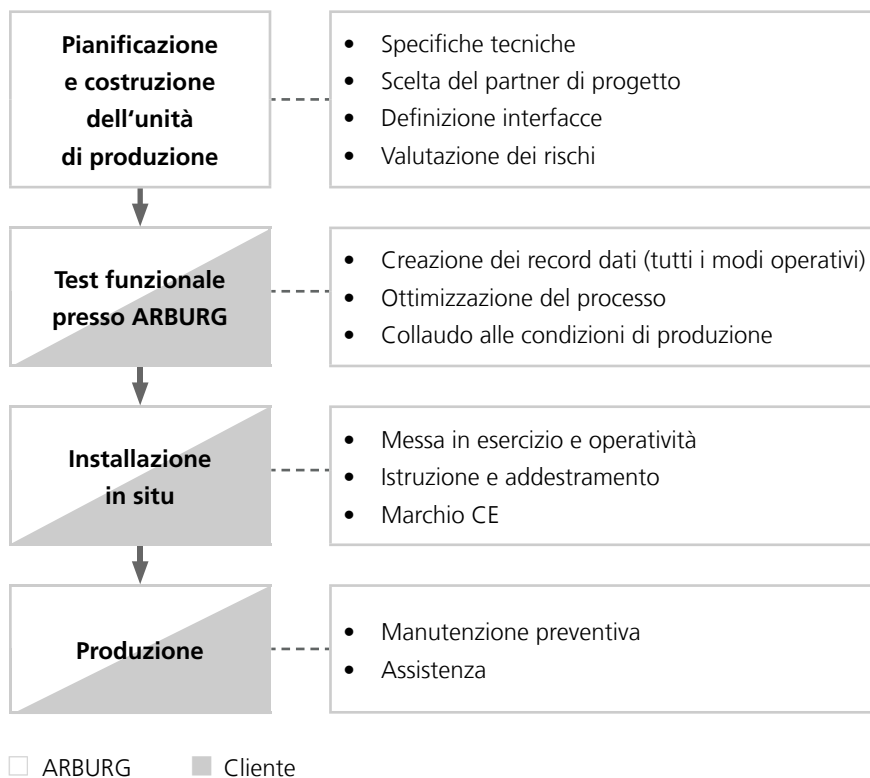 Pianificazione
e costruzione
dell'unità
di produzione
• Specifiche tecniche
• Scelta del partner di progetto
• Definizione interfacce
• Valutazione dei rischi
Test funzionale
presso ARBURG
• Creazione dei record dati (tutti i modi operativi)
• Ottimizzazione del processo
• Collaudo alle condizioni di produzione
Installazione
in situ
• Messa in esercizio e operatività
• Istruzione e addestramento
• Marchio CE
Produzione
• Manutenzione preventiva
• Assistenza
ARBURG Cliente